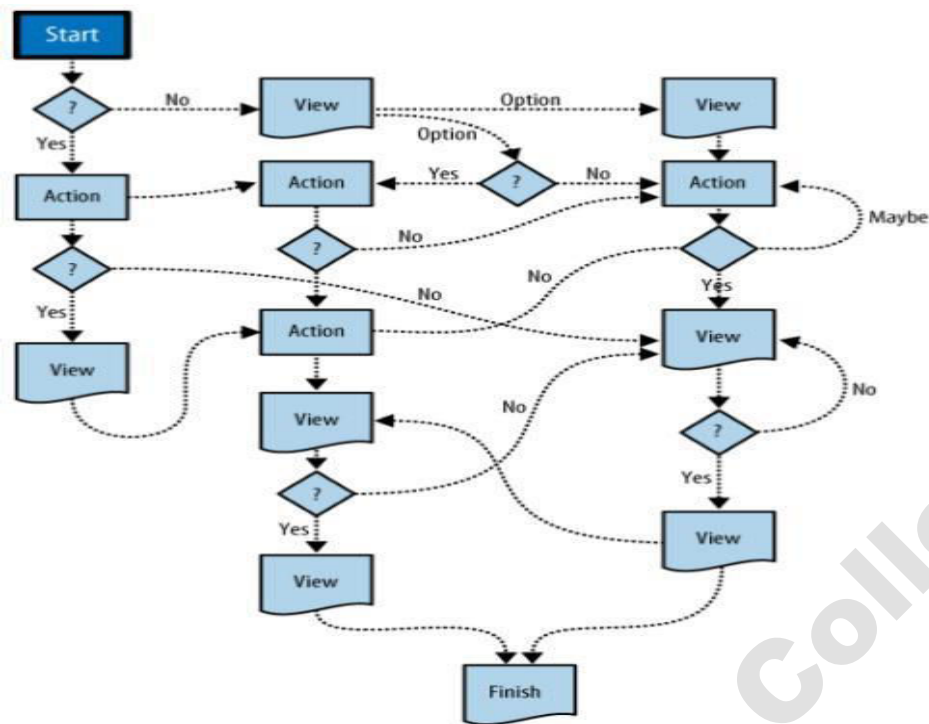 Start
? No View Option View
Yes
Option
Action Action Yes ? No Action
Maybe
? ? No
No
Yes No Yes
View Action View
No No
View ?
?
Yes Yes
View View
Finish
Colle